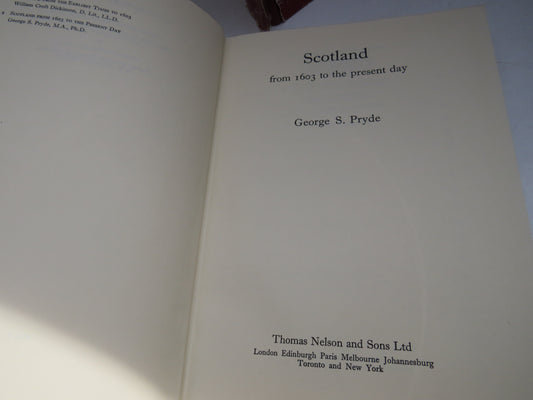 FROM THE EARLIEST TIMES TO 1603
William Croft Dickinson, D. Lit., LL.D.
2 SCOTLAND FROM 1603 TO THE PRESENT DAY
George S. Pryde, M.A., Ph.D.
Scotland
from 1603 to the present day
George S. Pryde
Thomas Nelson and Sons Ltd
London Edinburgh Paris Melbourne Johannesburg
Toronto and New York